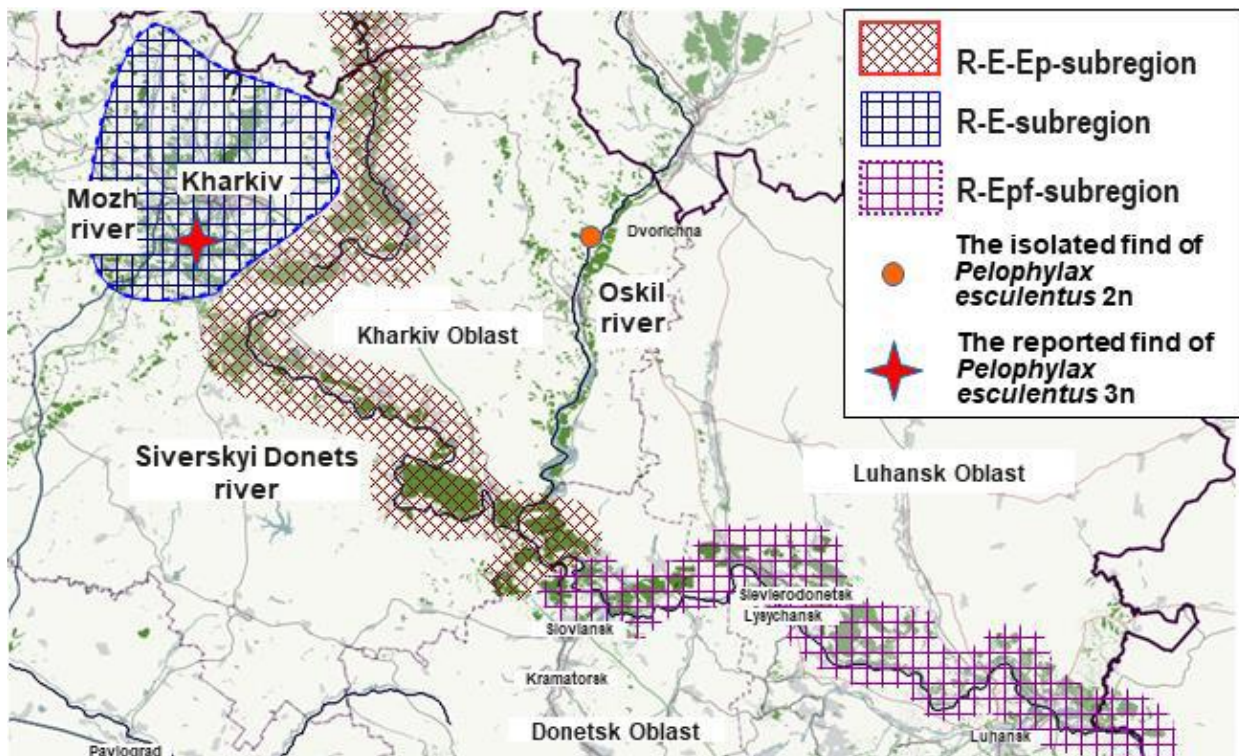 R-E-Ep-subregion
R-E-subregion
R-Epf-subregion
The isolated find of
Pelophylax
esculentus 2n
The reported find of
Pelophylax
esculentus 3n
Kharkiv
Mozh
river
Dvorichna
Oskil
river
Kharkiv Oblast
Siverskyi Donets
river
Luhansk Oblast
Sievierodonetsk
Lysychansk
Sloviansk
Kramatorsk
Donetsk Oblast
Luhansk
Pavlograd